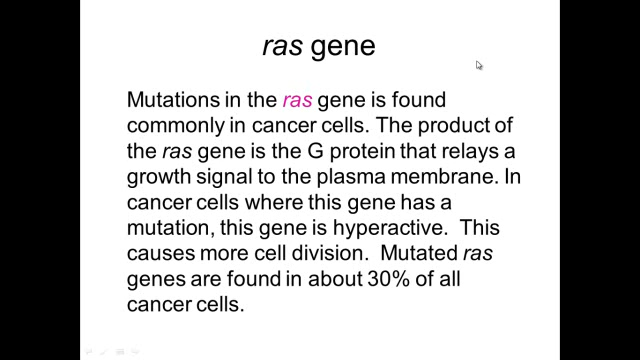 ras gene
Mutations in the ras gene is found
commonly in cancer cells. The product of
the ras gene is the G protein that relays a
growth signal to the plasma membrane. In
cancer cells where this gene has a
mutation, this gene is hyperactive. This
causes more cell division. Mutated ras
genes are found in about 30% of all
cancer cells.